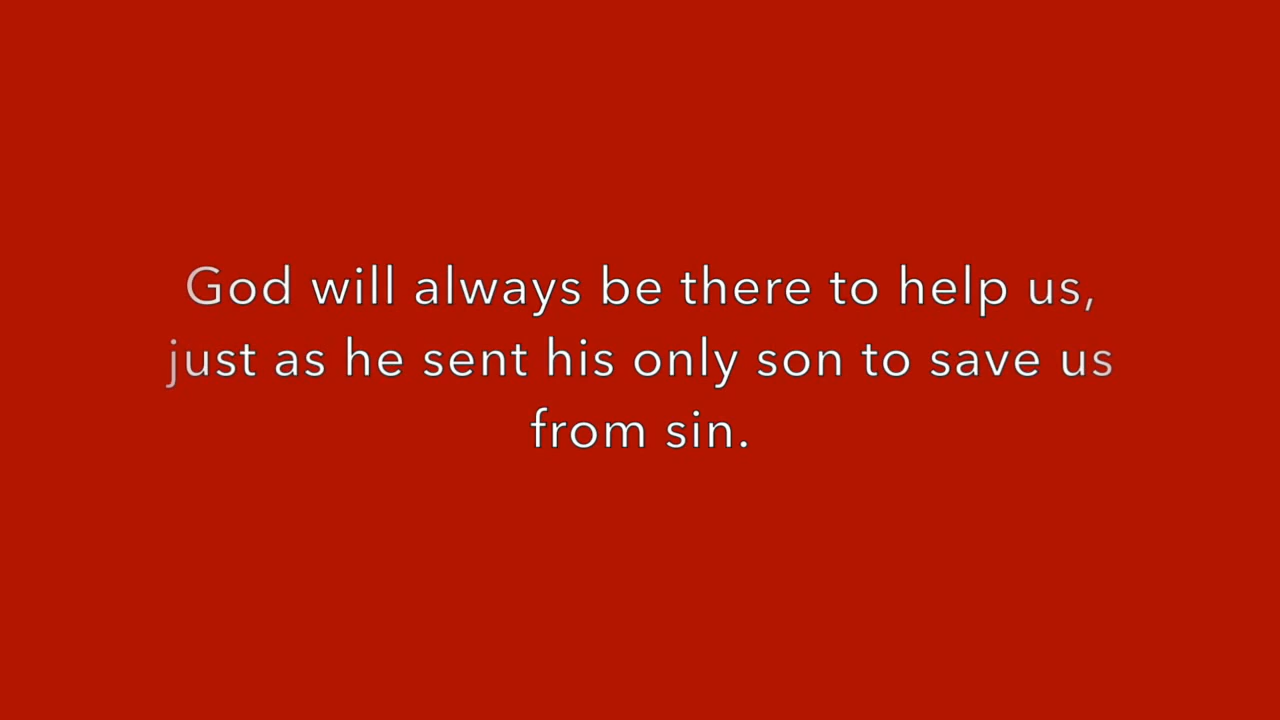 God will always be there to help us,
just as he sent his only son to save us
from sin.